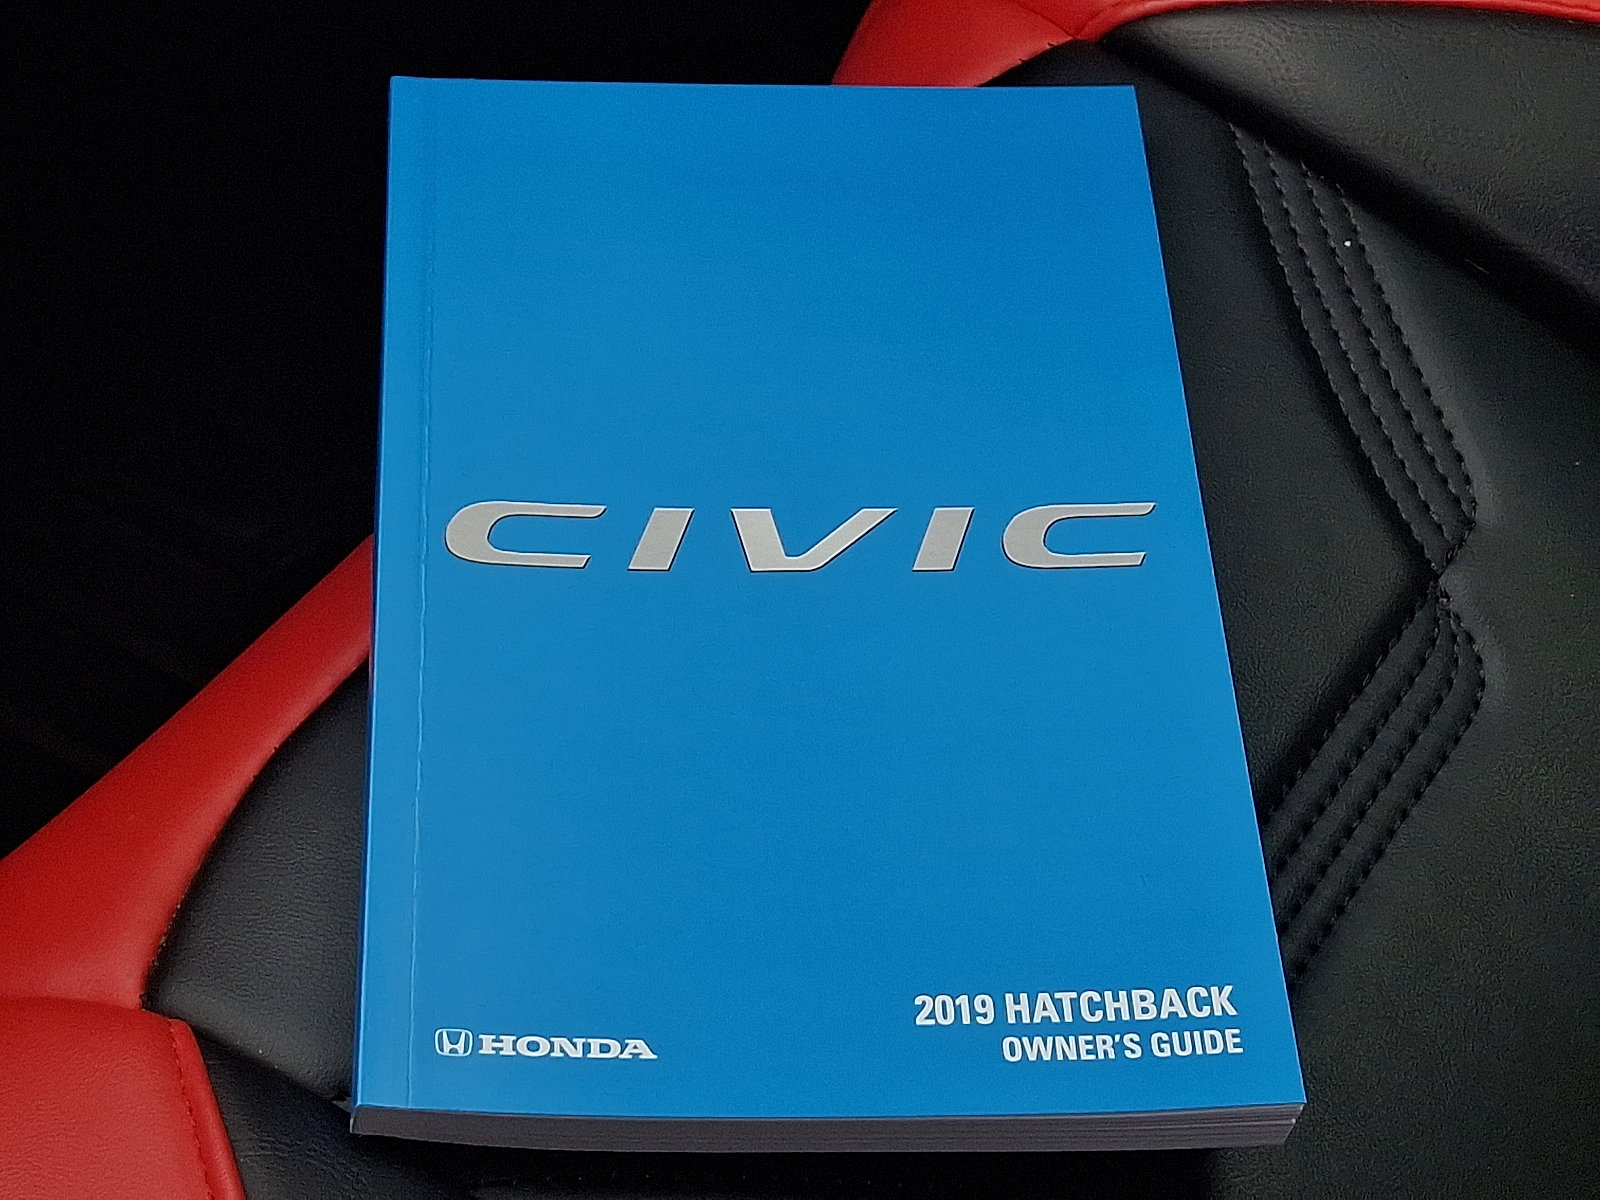 CIVIC
2019 HATCHBACK
OWNER'S GUIDE
HONDA